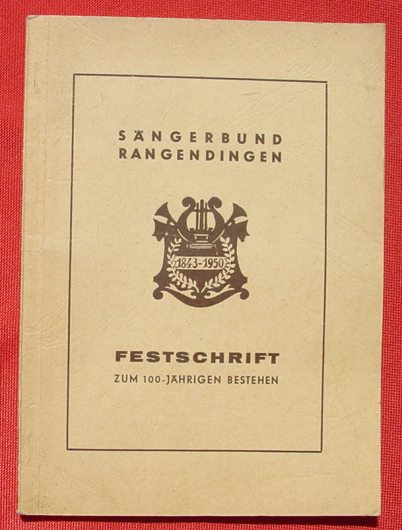 SÄNGERBUND
RANGENDINGEN
1843-1950
FESTSCHRIFT
ZUM 100-JÄHRIGEN BESTEHEN